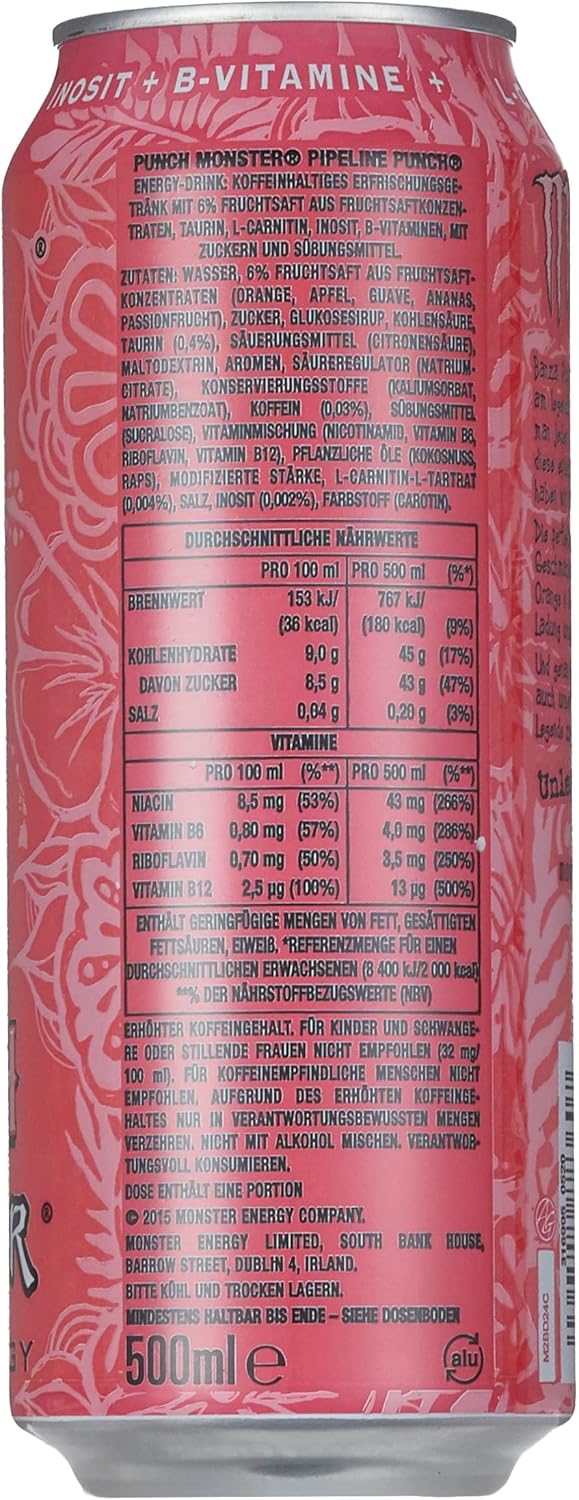 INOSIT + B-VITAMINE +
PUNCH MONSTER® PIPELINE PUNCH®
ENERGY-DRINK: KOFFEINHALTIGES ERFRISCHUNGSGE-
TRÄNK MIT 6% FRUCHTSAFT AUS FRUCHTSAFTKONZEN-
TRATEN, TAURIN, L-CARNITIN, INOSIT, B-VITAMINEN, MIT
ZUCKERN UND SÜßUNGSMITTEL.
ZUTATEN: WASSER, 6% FRUCHTSAFT AUS FRUCHTSAFT-
KONZENTRATEN (ORANGE, APFEL, GUAVE, ANANAS,
PASSIONFRUCHT), ZUCKER, GLUKOSESIRUP, KOHLENSÄURE,
TAURIN (0,4%), SÄUERUNGSMITTEL (CITRONENSÄURE),
MALTODEXTRIN, AROMEN, SÄUREREGULATOR (NATRIUM-
CITRATE), KONSERVIERUNGSSTOFFE (KALIUMSORBAT,
NATRIUMBENZOAT), KOFFEIN (0,03%), SÜßUNGSMITTEL
(SUCRALOSE), VITAMINMISCHUNG (NICOTINAMID, VITAMIN B6,
RIBOFLAVIN, VITAMIN B12), PFLANZLICHE ÖLE (KOKOSNUSS,
RAPS), MODIFIZIERTE STÄRKE, L-CARNITIN-L-TARTRAT
(0,004%), SALZ, INOSIT (0,002%), FARBSTOFF (CAROTIN).
DURCHSCHNITTLICHE NÄHRWERTE
PRO 100 ml PRO 500 ml (%*)
BRENNWERT 153 kJ/ 767 kJ/
(36 kcal) (180 kcal) (9%)
KOHLENHYDRATE 9,0 g 45 g (17%)
DAVON ZUCKER 8,5 g 43 g (47%)
SALZ 0,04 g 0,20 g (3%)
VITAMINE
PRO 100 ml (%**) PRO 500 ml (%**)
NIACIN 8,5 mg (53%) 43 mg (266%)
VITAMIN B6 0,80 mg (57%) 4,0 mg (286%)
RIBOFLAVIN 0,70 mg (50%) 3,5 mg (250%)
VITAMIN B12 2,5 µg (100%) 13 µg (500%)
ENTHÄLT GERINGFÜGIGE MENGEN VON FETT, GESÄTTIGTEN
FETTSÄUREN, EIWEIß. *REFERENZMENGE FÜR EINEN
DURCHSCHNITTLICHEN ERWACHSENEN (8 400 kJ/2 000 kcal)
**% DER NÄHRSTOFFBEZUGSWERTE (NRV)
ERHÖHTER KOFFEINGEHALT. FÜR KINDER UND SCHWANGE-
RE ODER STILLENDE FRAUEN NICHT EMPFOHLEN (32 mg/
100 ml). FÜR KOFFEINEMPFINDLICHE MENSCHEN NICHT
EMPFOHLEN. AUFGRUND DES ERHÖHTEN KOFFEINGE-
HALTES NUR IN VERANTWORTUNGSBEWUSSTEN MENGEN
VERZEHREN. NICHT MIT ALKOHOL MISCHEN. VERANTWOR-
TUNGSVOLL KONSUMIEREN.
DOSE ENTHÄLT EINE PORTION
© 2015 MONSTER ENERGY COMPANY.
MONSTER ENERGY LIMITED, SOUTH BANK HOUSE,
BARROW STREET, DUBLIN 4, IRLAND.
BITTE KÜHL UND TROCKEN LAGERN.
MINDESTENS HALTBAR BIS ENDE – SIEHE DOSENBODEN
500ml e
alu
M2BD24C